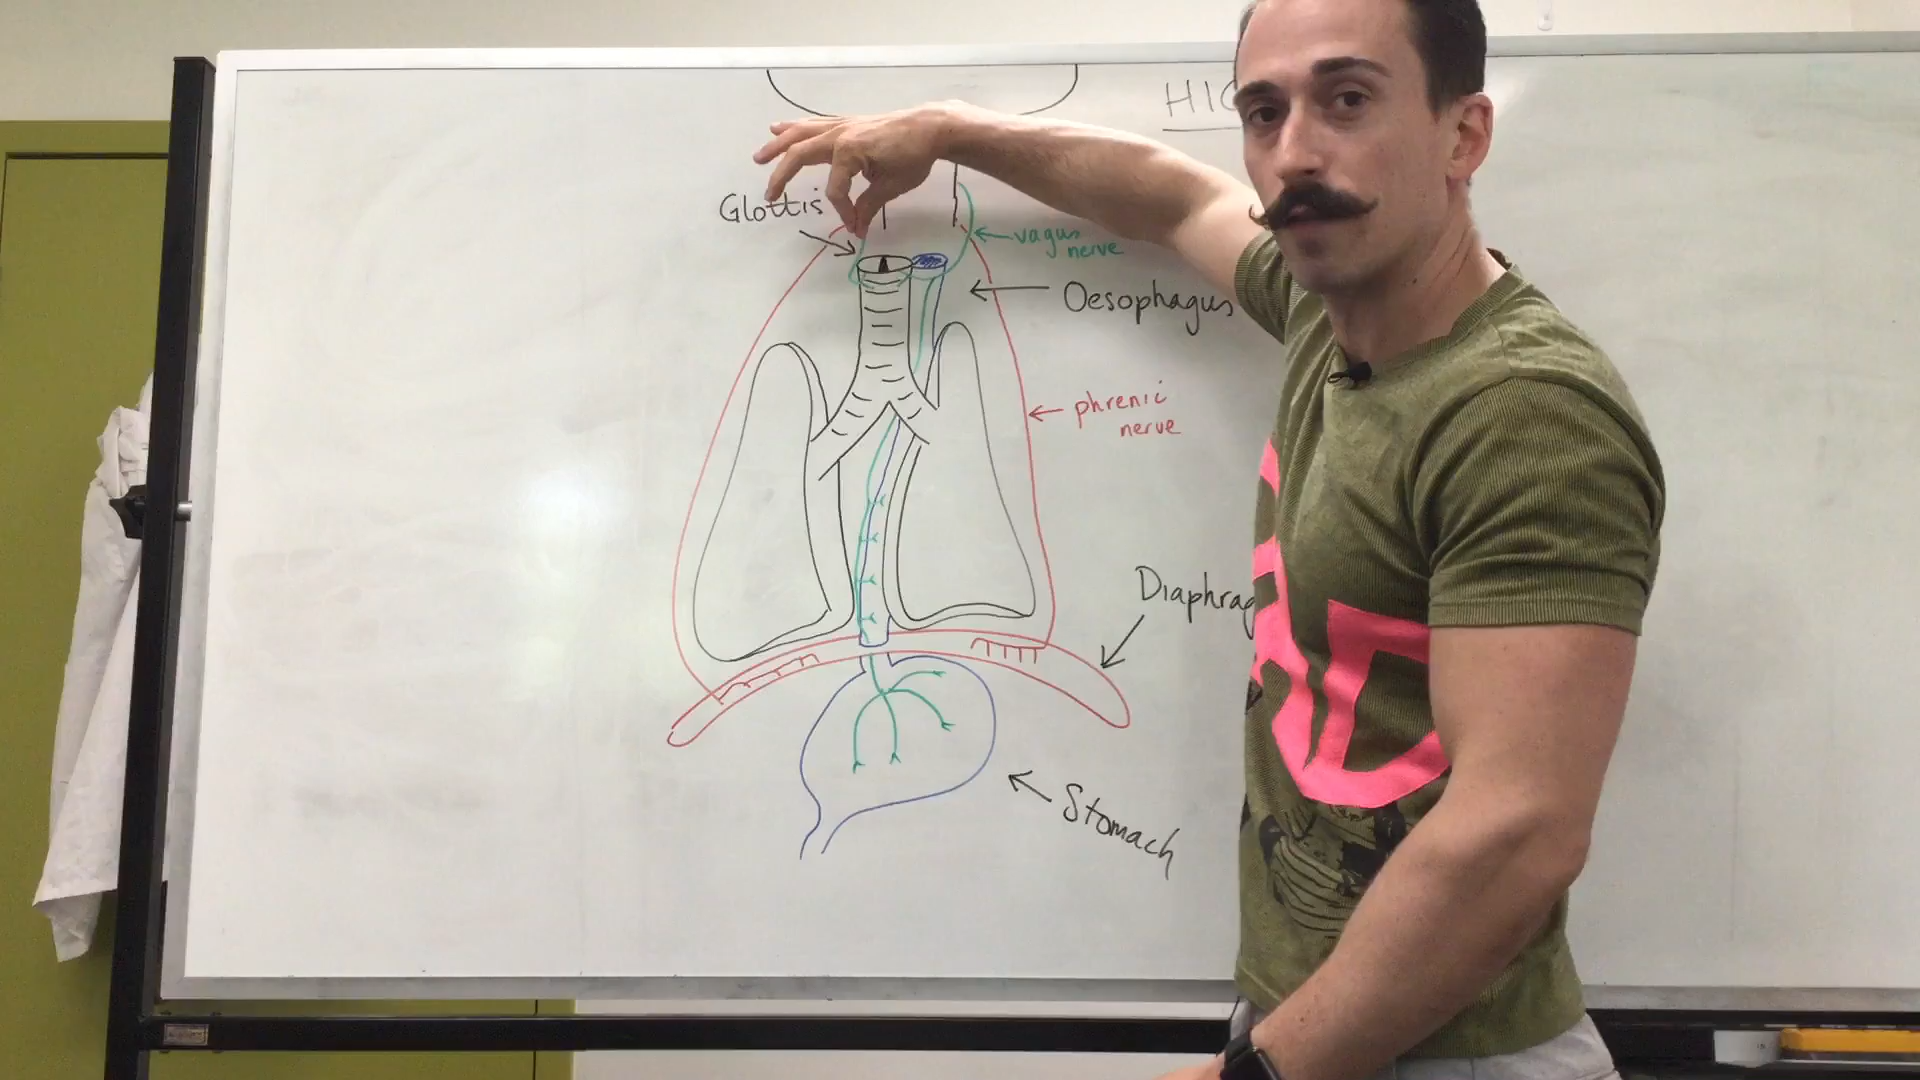 HIC
Glottis
vagus
nerve
Oesophagus
phrenic
nerve
Diaphrag
Stomach